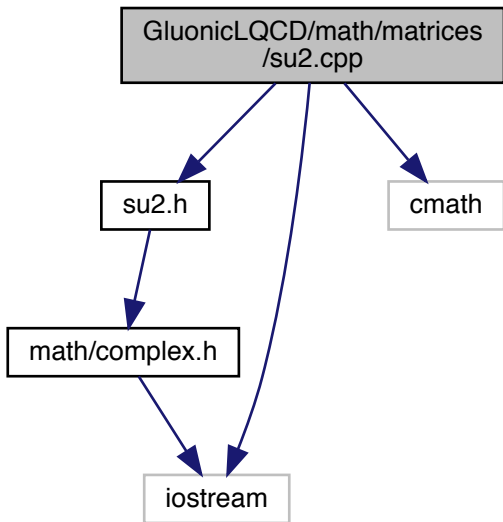 GluonicLQCD/math/matrices
/su2.cpp
su2.h
cmath
math/complex.h
iostream